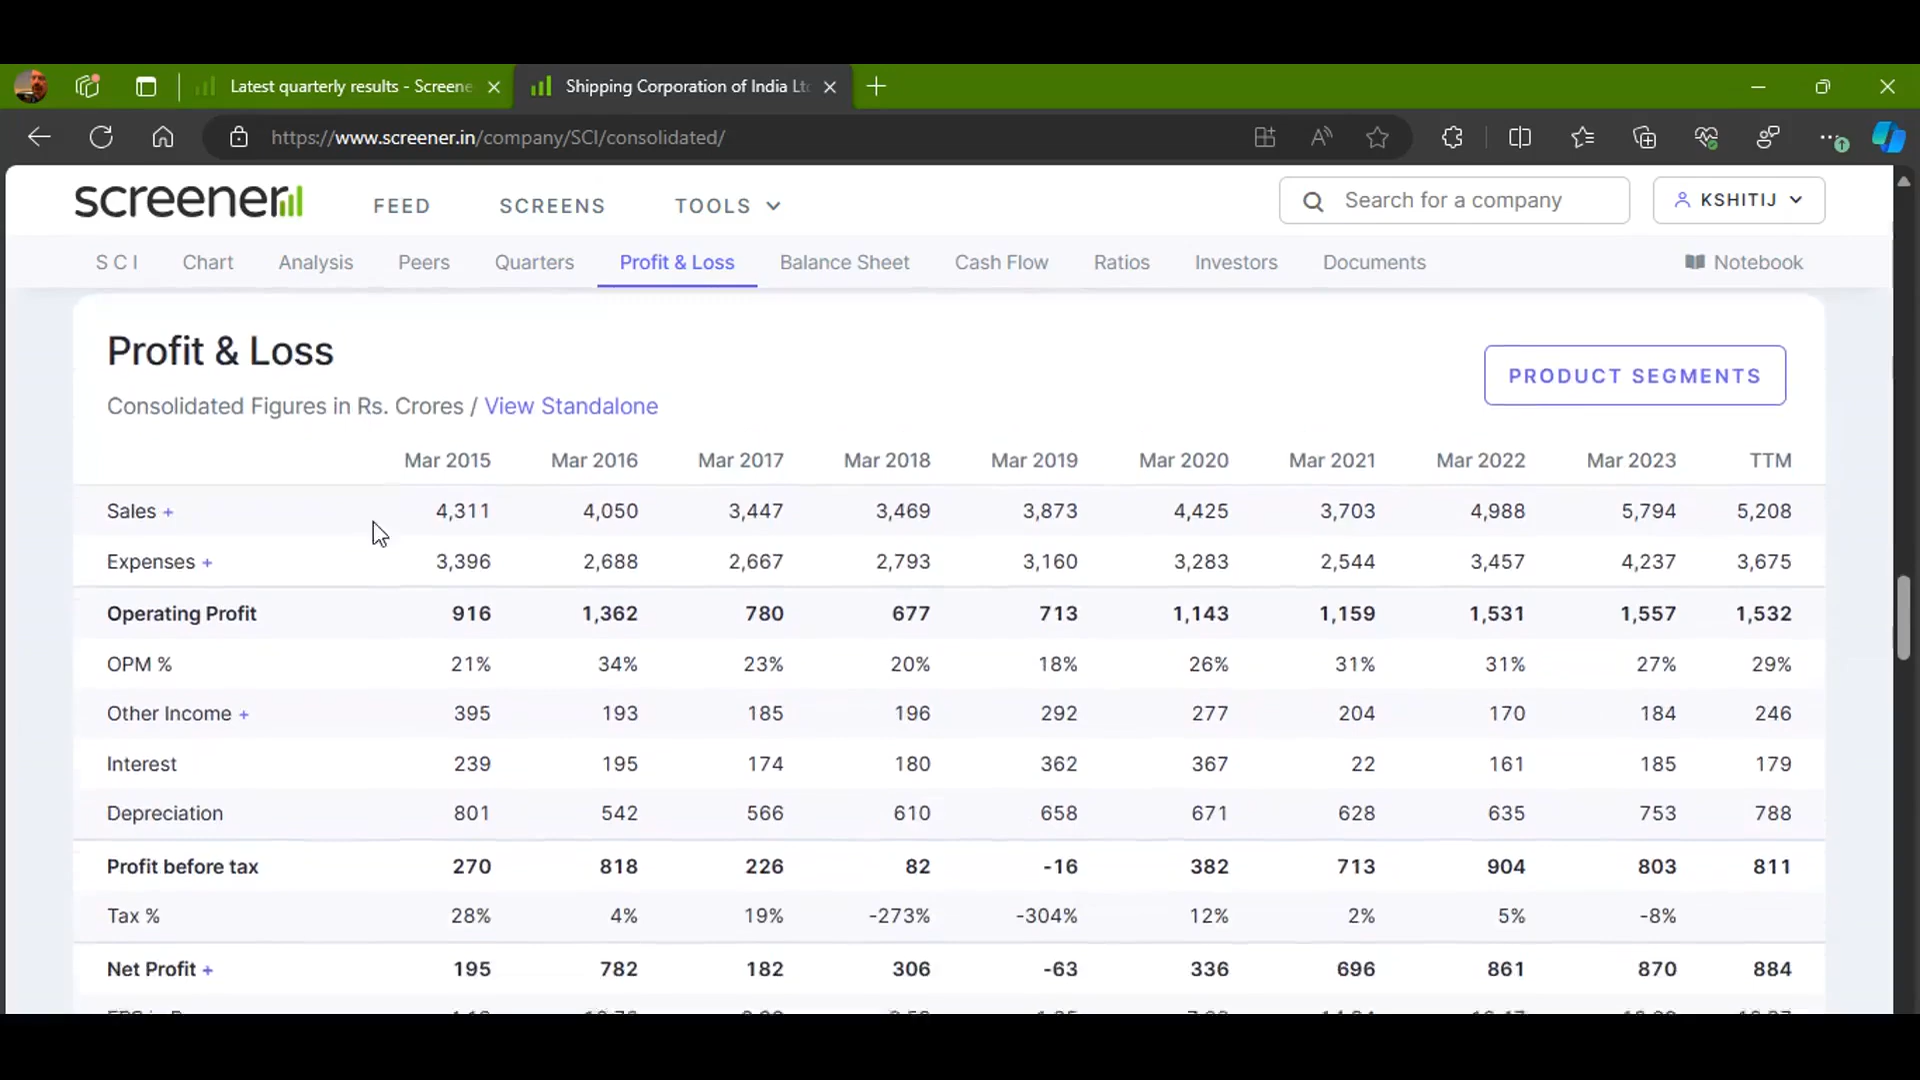 Latest quarterly results - Screene
Shipping Corporation of India Ltd
https://www.screener.in/company/SCI/consolidated/
screener
FEED SCREENS TOOLS
Search for a company
KSHITIJ
S C I Chart Analysis Peers Quarters Profit & Loss Balance Sheet Cash Flow Ratios Investors Documents Notebook
Profit & Loss
PRODUCT SEGMENTS
Consolidated Figures in Rs. Crores / View Standalone
Mar 2015 Mar 2016 Mar 2017 Mar 2018 Mar 2019 Mar 2020 Mar 2021 Mar 2022 Mar 2023 TTM
Sales + 4,311 4,050 3,447 3,469 3,873 4,425 3,703 4,988 5,794 5,208
Expenses + 3,396 2,688 2,667 2,793 3,160 3,283 2,544 3,457 4,237 3,675
Operating Profit 916 1,362 780 677 713 1,143 1,159 1,531 1,557 1,532
OPM % 21% 34% 23% 20% 18% 26% 31% 31% 27% 29%
Other Income + 395 193 185 196 292 277 204 170 184 246
Interest 239 195 174 180 362 367 22 161 185 179
Depreciation 801 542 566 610 658 671 628 635 753 788
Profit before tax 270 818 226 82 -16 382 713 904 803 811
Tax % 28% 4% 19% -273% -304% 12% 2% 5% -8%
Net Profit + 195 782 182 306 -63 336 696 861 870 884